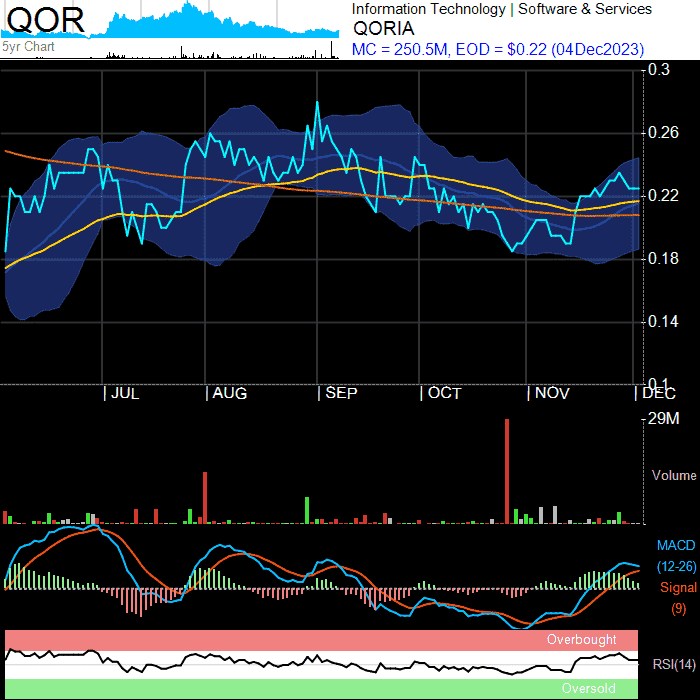 QOR
5yr Chart
Information Technology | Software & Services
QORIA
MC = 250.5M, EOD = $0.22 (04Dec2023)
0.3
0.26
0.22
0.18
0.14
0.1
JUL
AUG
SEP
OCT
NOV
DEC
29M
Volume
MACD
(12-26)
Signal
(9)
Overbought
RSI(14)
Oversold